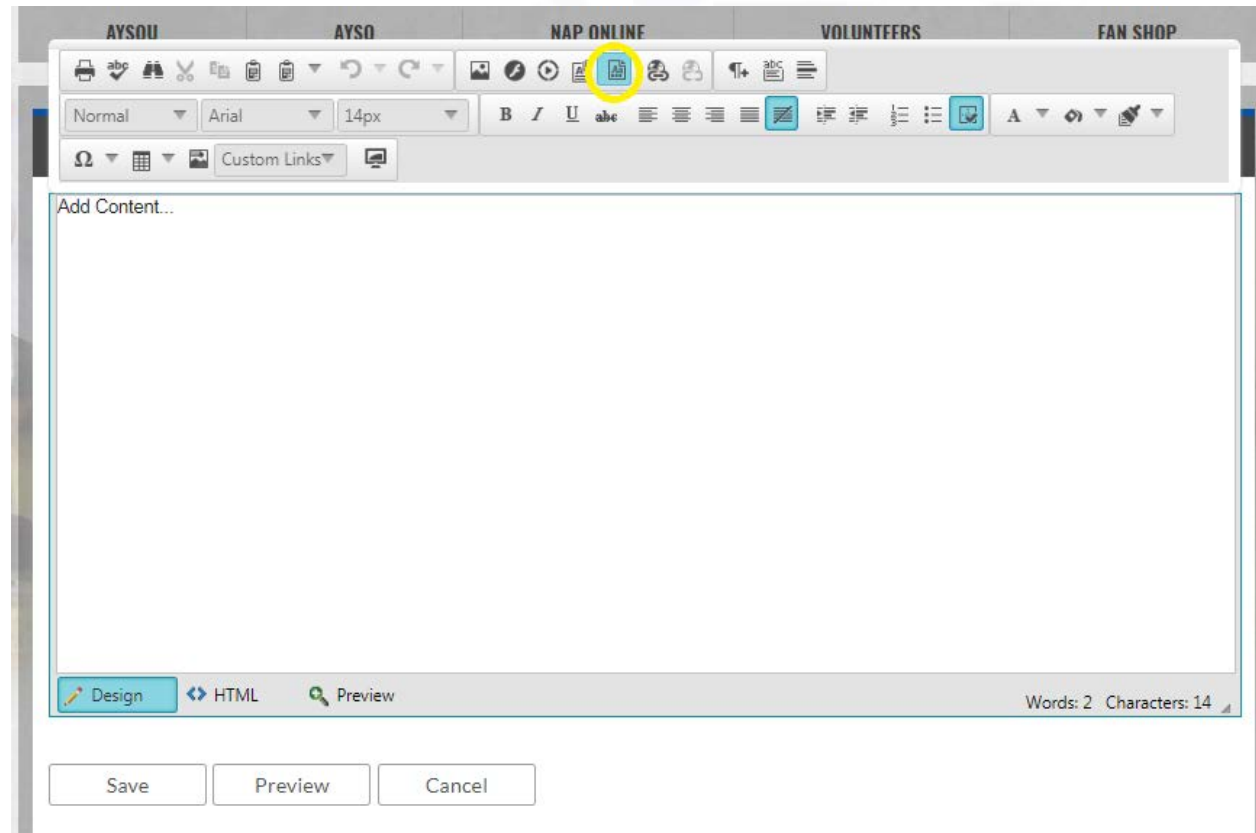 AYSOU AYSO NAP ONLINE VOLUNTEERS FAN SHOP
abc
Normal Arial 14px B I U abc A
Ω Custom Links
Add Content...
Design HTML Preview Words: 2 Characters: 14
Save Preview Cancel